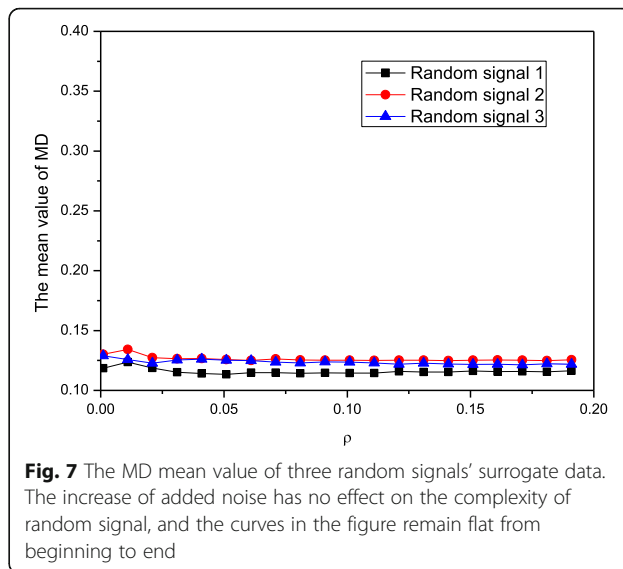 0.40
0.35
0.30
0.25
0.20
0.15
0.10
The mean value of MD
Random signal 1
Random signal 2
Random signal 3
0.00 0.05 0.10 0.15 0.20
ρ
Fig. 7 The MD mean value of three random signals' surrogate data.
The increase of added noise has no effect on the complexity of
random signal, and the curves in the figure remain flat from
beginning to end